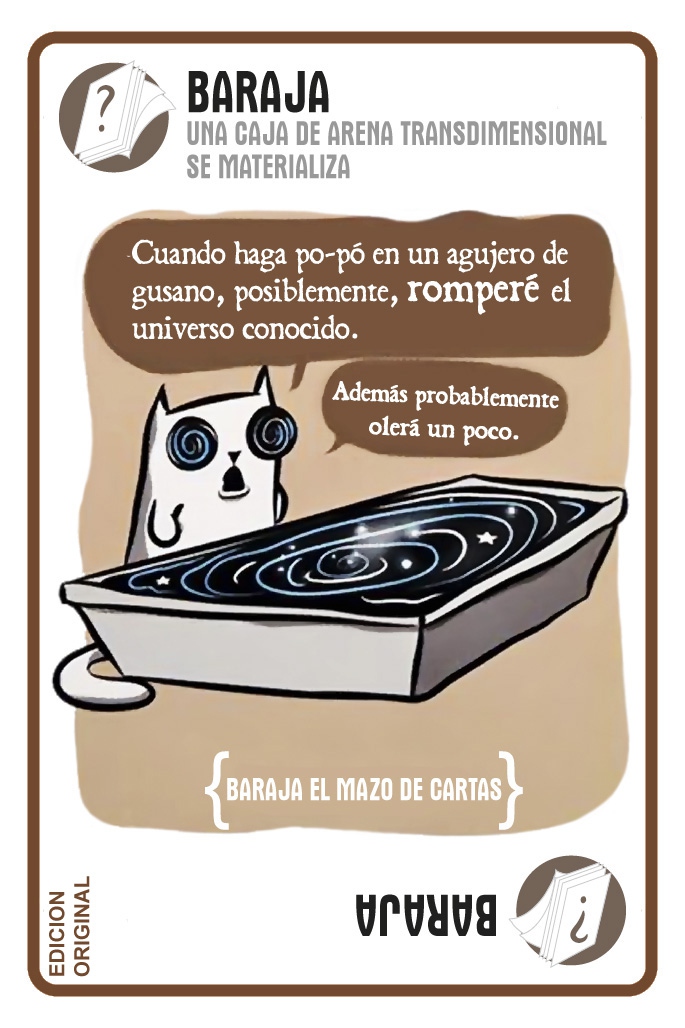 ?
BARAJA
UNA CAJA DE ARENA TRANSDIMENSIONAL
SE MATERIALIZA
Cuando haga po-pó en un agujero de
gusano, posiblemente, romperé el
universo conocido.
Además probablemente
olerá un poco.
{BARAJA EL MAZO DE CARTAS}
EDICION
ORIGINAL
BARAJA
?